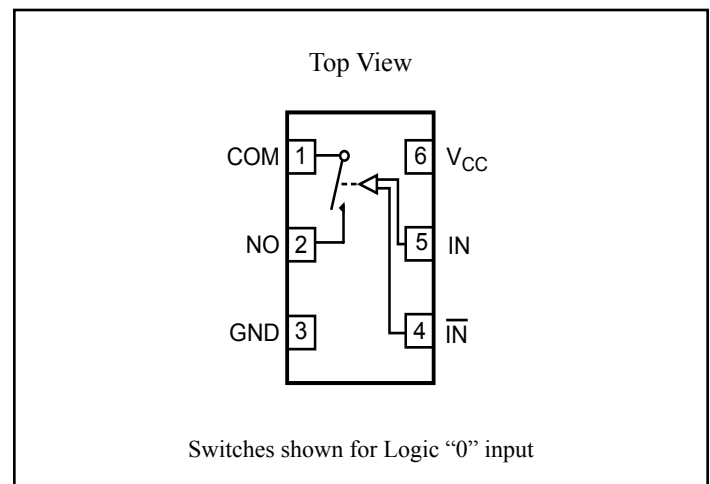 Top View
COM 1
6 VCC
NO 2
5 IN
GND 3
4 IN
Switches shown for Logic “0” input